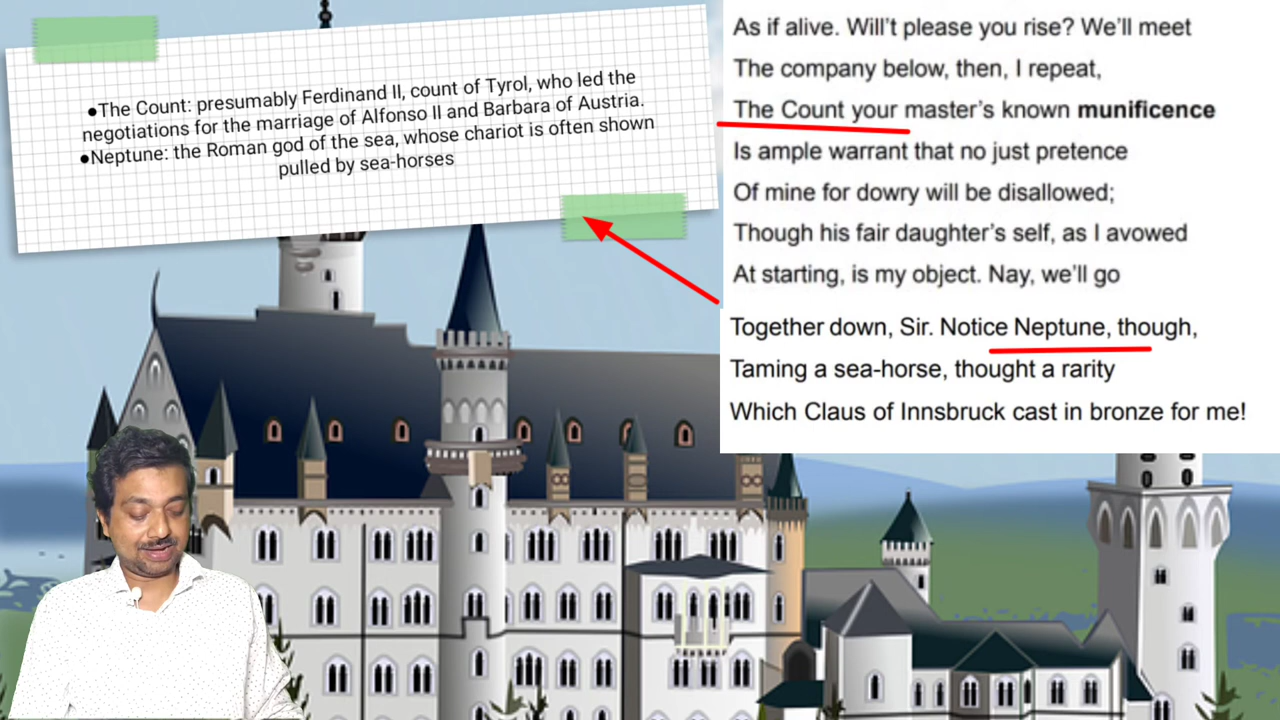 ●The Count: presumably Ferdinand II, count of Tyrol, who led the
negotiations for the marriage of Alfonso II and Barbara of Austria.
●Neptune: the Roman god of the sea, whose chariot is often shown
pulled by sea-horses
As if alive. Will’t please you rise? We’ll meet
The company below, then, I repeat,
The Count your master’s known munificence
Is ample warrant that no just pretence
Of mine for dowry will be disallowed;
Though his fair daughter’s self, as I avowed
At starting, is my object. Nay, we’ll go
Together down, Sir. Notice Neptune, though,
Taming a sea-horse, thought a rarity
Which Claus of Innsbruck cast in bronze for me!